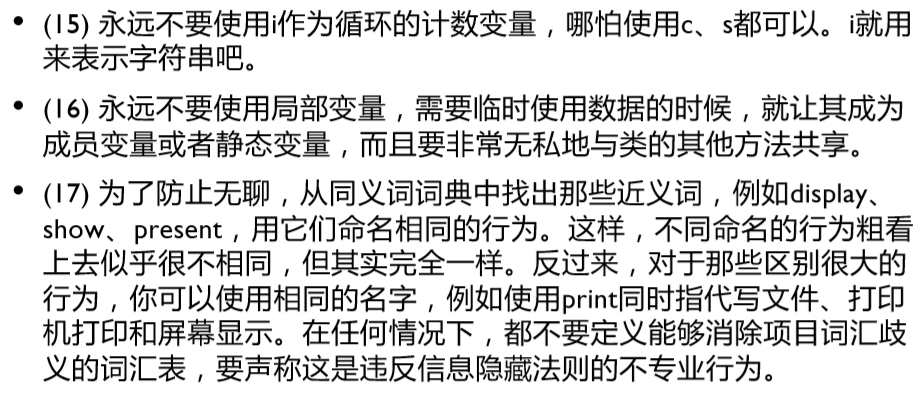 • (15) 永远不要使用i作为循环的计数变量，哪怕使用c、s都可以。i就用
来表示字符串吧。
• (16) 永远不要使用局部变量，需要临时使用数据的时候，就让其成为
成员变量或者静态变量，而且要非常无私地与类的其他方法共享。
• (17) 为了防止无聊，从同义词词典中找出那些近义词，例如display、
show、present，用它们命名相同的行为。这样，不同命名的行为粗看
上去似乎很不相同，但其实完全一样。反过来，对于那些区别很大的
行为，你可以使用相同的名字，例如使用print同时指代写文件、打印
机打印和屏幕显示。在任何情况下，都不要定义能够消除项目词汇歧
义的词汇表，要声称这是违反信息隐藏法则的不专业行为。